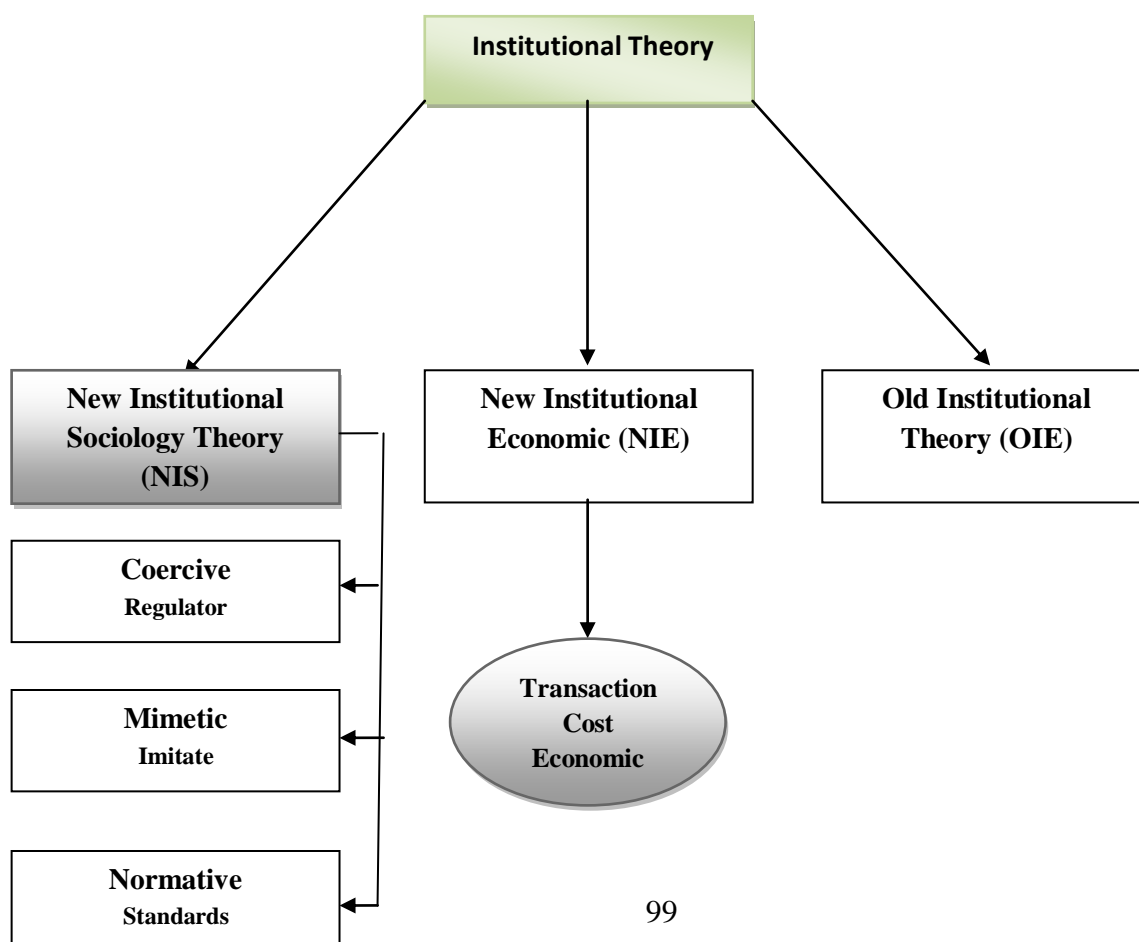 Institutional Theory
New Institutional
Sociology Theory
(NIS)
New Institutional
Economic (NIE)
Old Institutional
Theory (OIE)
Coercive
Regulator
Mimetic
Imitate
Normative
Standards
Transaction
Cost
Economic
99